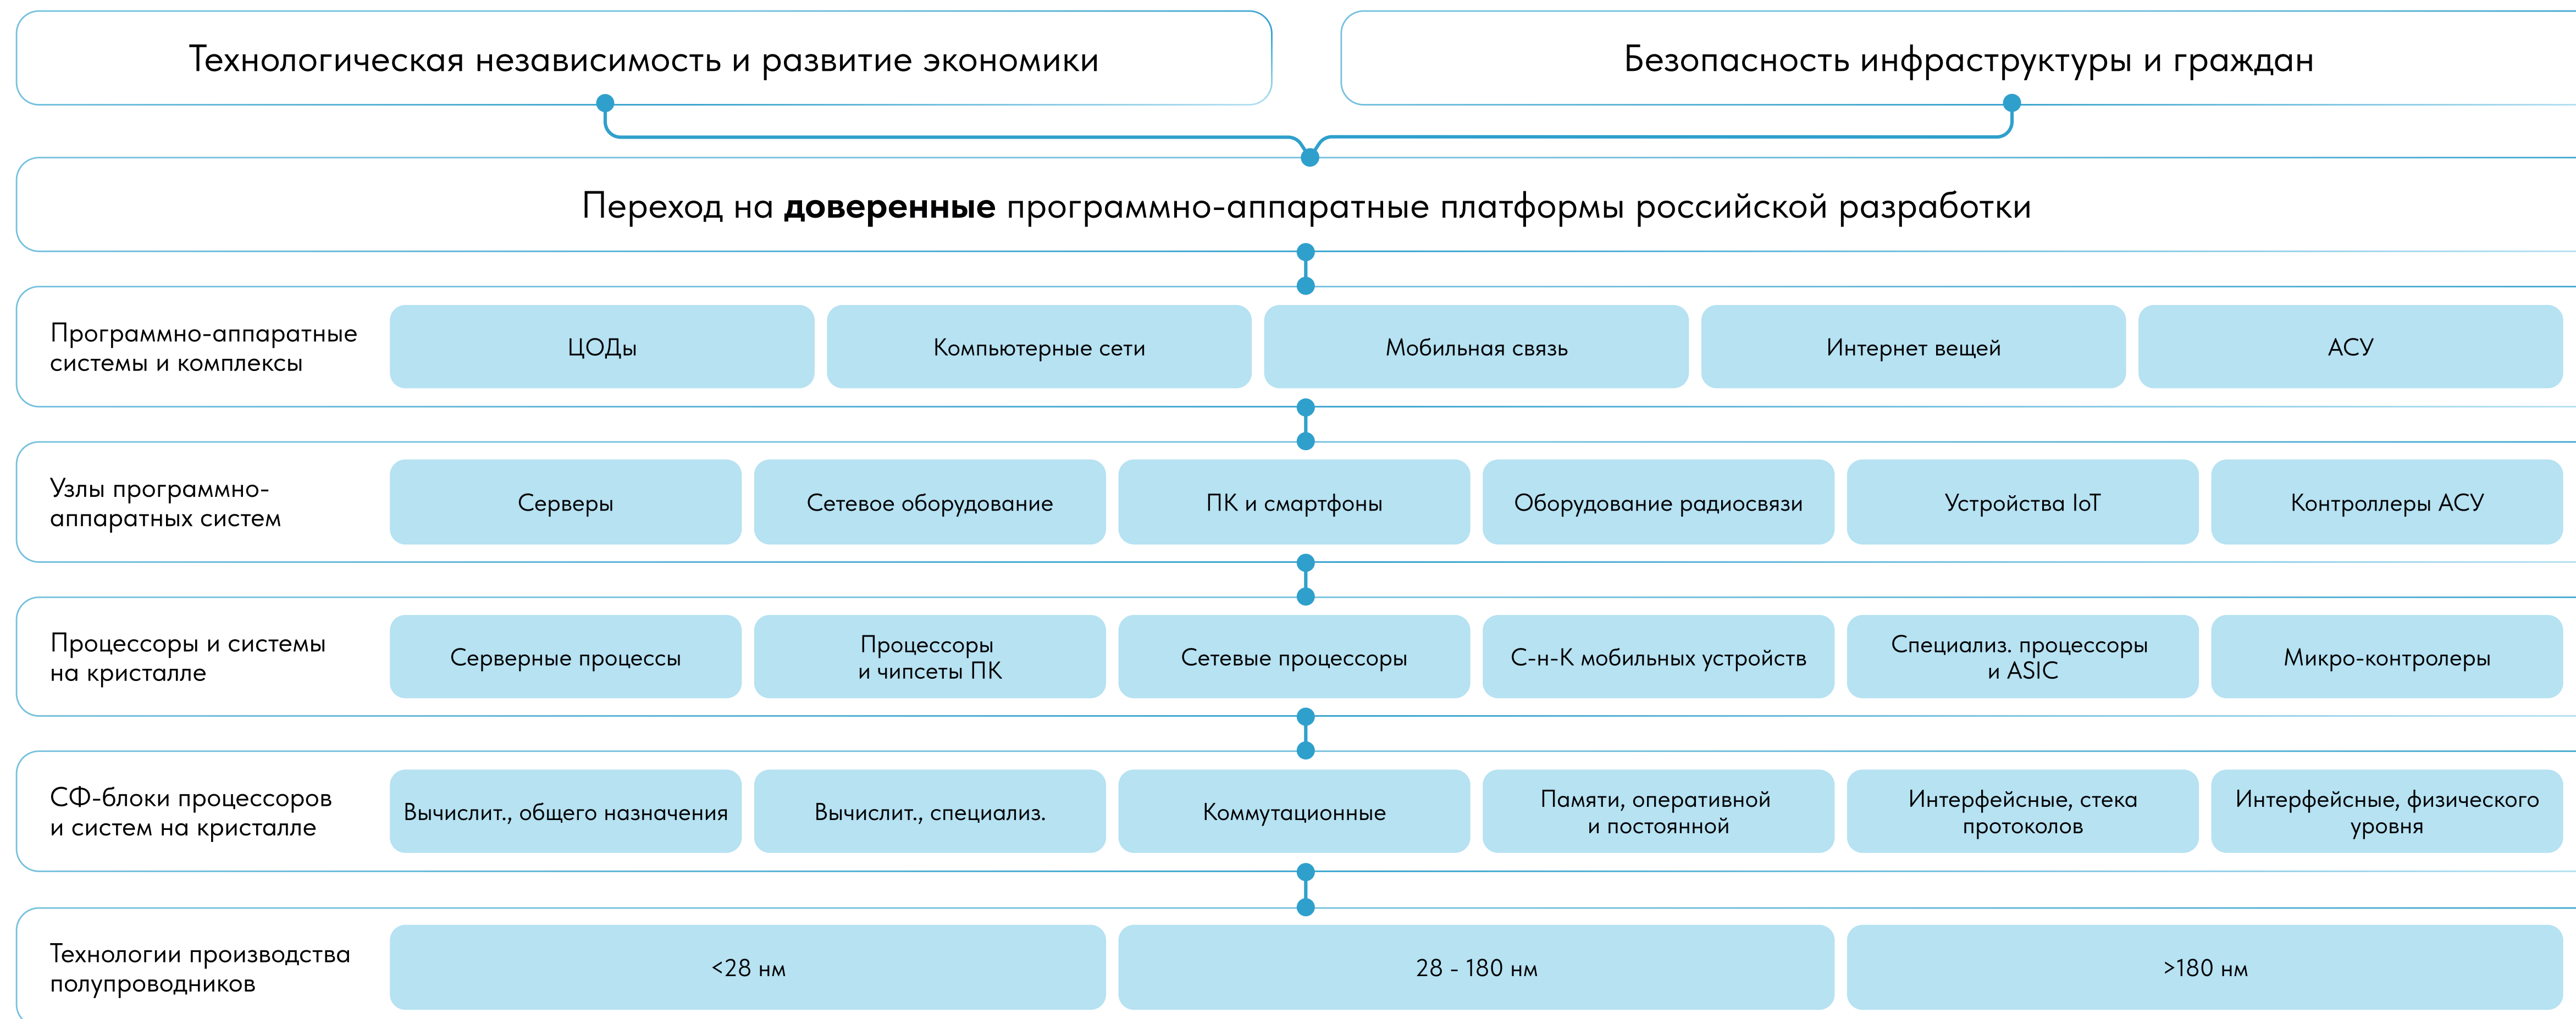 Технологическая независимость и развитие экономики
Безопасность инфраструктуры и граждан
Переход на доверенные программно-аппаратные платформы российской разработки
Программно-аппаратные
системы и комплексы
ЦОДы
Компьютерные сети
Мобильная связь
Интернет вещей
АСУ
Узлы программно-
аппаратных систем
Серверы
Сетевое оборудование
ПК и смартфоны
Оборудование радиосвязи
Устройства IoT
Контроллеры АСУ
Процессоры и системы
на кристалле
Серверные процессы
Процессоры
и чипсеты ПК
Сетевые процессоры
С-н-К мобильных устройств
Специализ. процессоры
и ASIC
Микро-контролеры
СФ-блоки процессоров
и систем на кристалле
Вычислит., общего назначения
Вычислит., специализ.
Коммутационные
Памяти, оперативной
и постоянной
Интерфейсные, стека
протоколов
Интерфейсные, физического
уровня
Технологии производства
полупроводников
<28 нм
28 - 180 нм
>180 нм